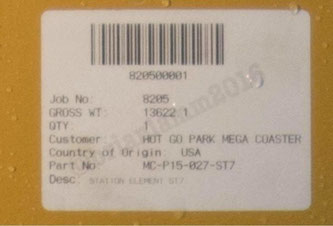 820500001
Job No: 8205
GROSS WT: 13622.1
QTY: 1
Customer: HOT GO PARK MEGA COASTER
Country of Origin: USA
Part No: MC-P15-027-ST7
Desc: STATION ELEMENT ST7